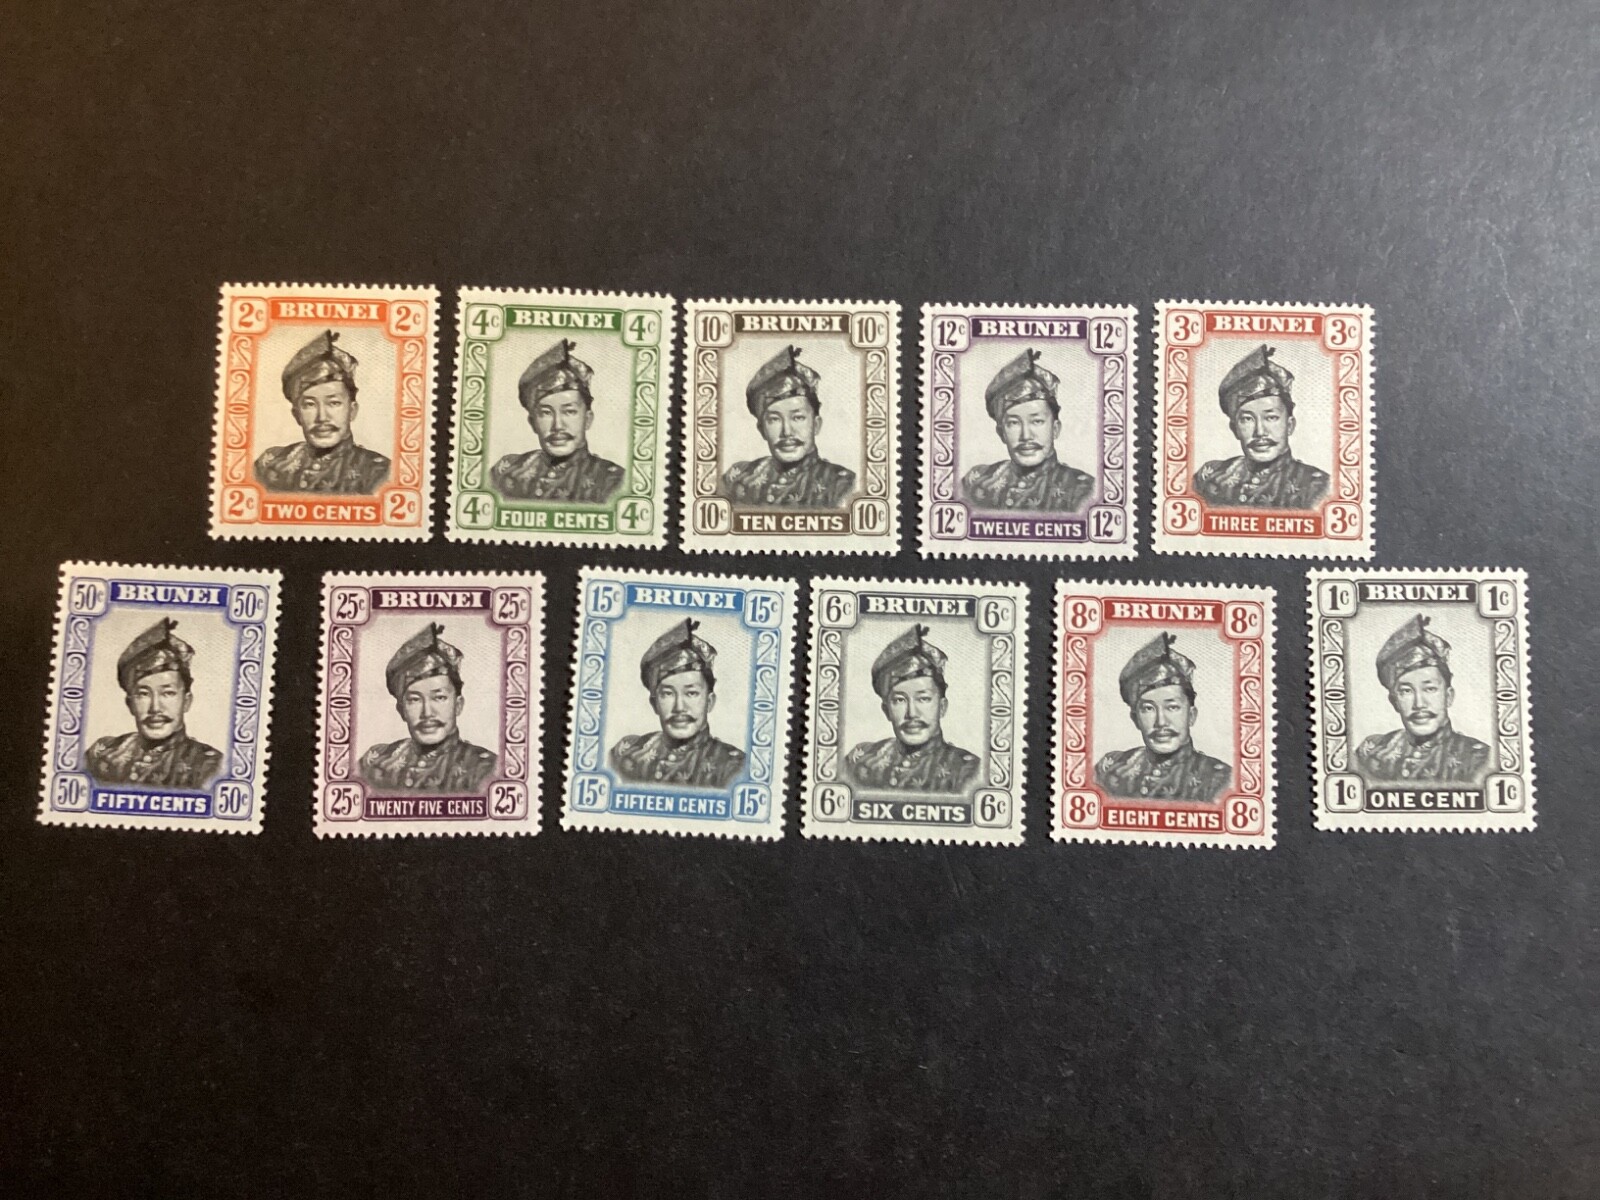 2c BRUNEI 2c
2c TWO CENTS 2c
4c BRUNEI 4c
4c FOUR CENTS 4c
10c BRUNEI 10c
10c TEN CENTS 10c
12c BRUNEI 12c
12c TWELVE CENTS 12c
3c BRUNEI 3c
3c THREE CENTS 3c
50c BRUNEI 50c
50c FIFTY CENTS 50c
25c BRUNEI 25c
25c TWENTY FIVE CENTS 25c
15c BRUNEI 15c
15c FIFTEEN CENTS 15c
6c BRUNEI 6c
6c SIX CENTS 6c
8c BRUNEI 8c
8c EIGHT CENTS 8c
1c BRUNEI 1c
1c ONE CENT 1c